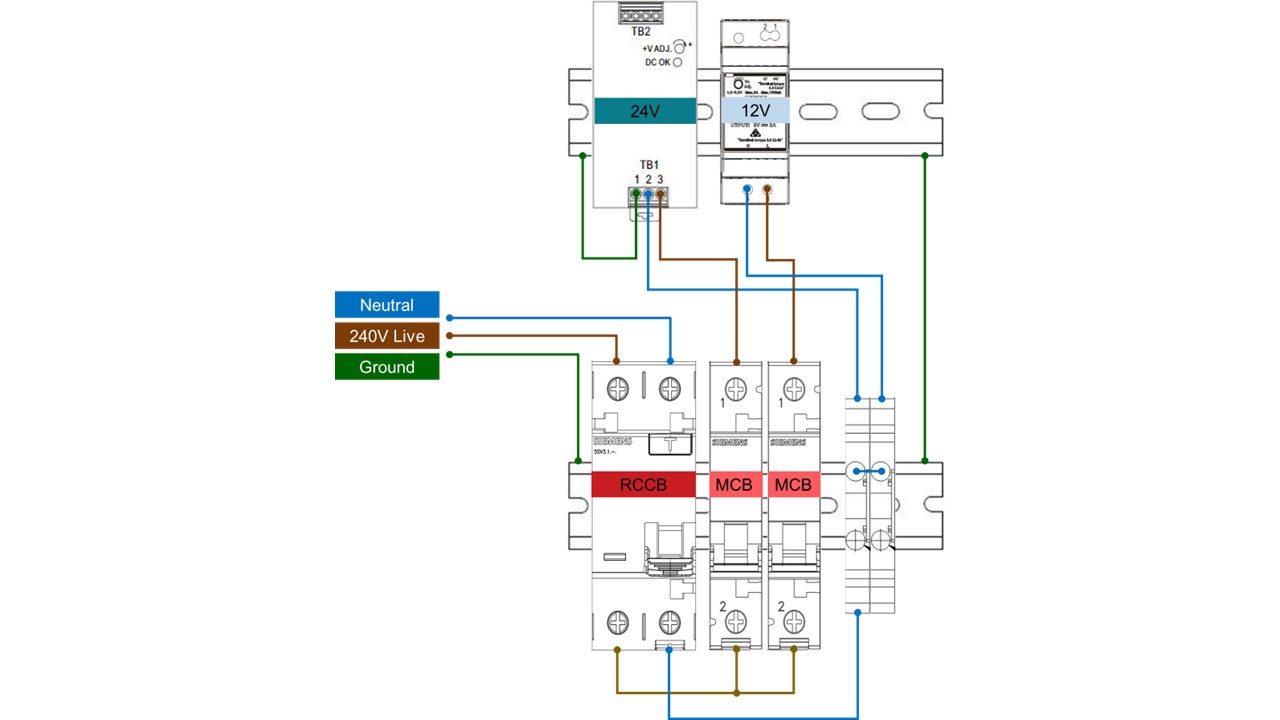 TB2
+V ADJ.
+
DC OK
24V
TB1
1 2 3
2 1
12V
Neutral
240V Live
Ground
1
1
SIEMENS
SIEMENS
SIEMENS
RCCB
MCB
MCB
2
2